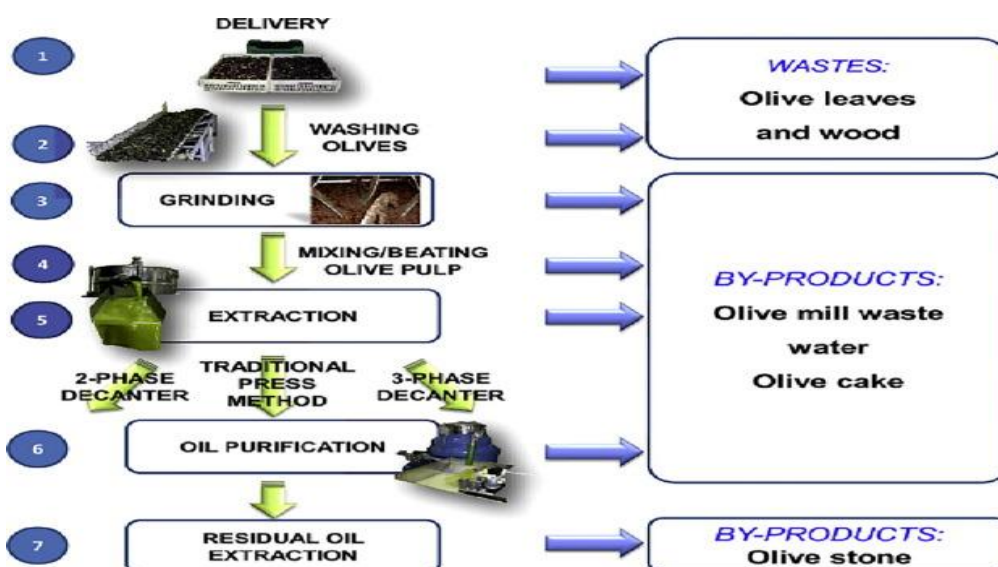 DELIVERY
1
WASTES:
Olive leaves
and wood
2
WASHING
OLIVES
3
GRINDING
4
MIXING/BEATING
OLIVE PULP
BY-PRODUCTS:
Olive mill waste
water
Olive cake
5
EXTRACTION
2-PHASE
DECANTER
TRADITIONAL
PRESS
METHOD
3-PHASE
DECANTER
6
OIL PURIFICATION
7
RESIDUAL OIL
EXTRACTION
BY-PRODUCTS:
Olive stone